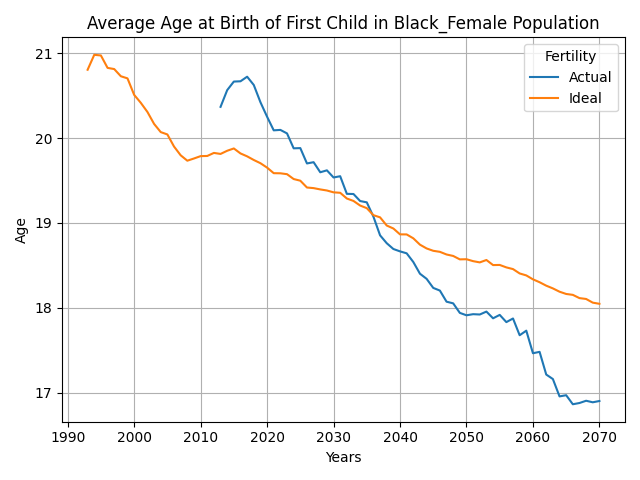 Average Age at Birth of First Child in Black_Female Population
Fertility
Actual
Ideal
Age
21
20
19
18
17
1990
2000
2010
2020
2030
2040
2050
2060
2070
Years